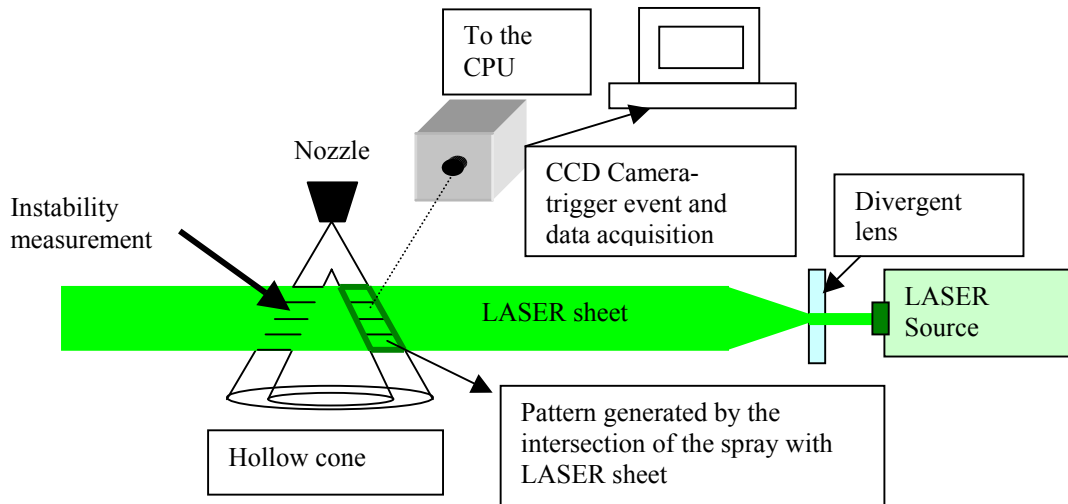 To the
CPU
Nozzle
CCD Camera-
trigger event and
data acquisition
Instability
measurement
Divergent
lens
LASER sheet
LASER
Source
Pattern generated by the
intersection of the spray with
LASER sheet
Hollow cone